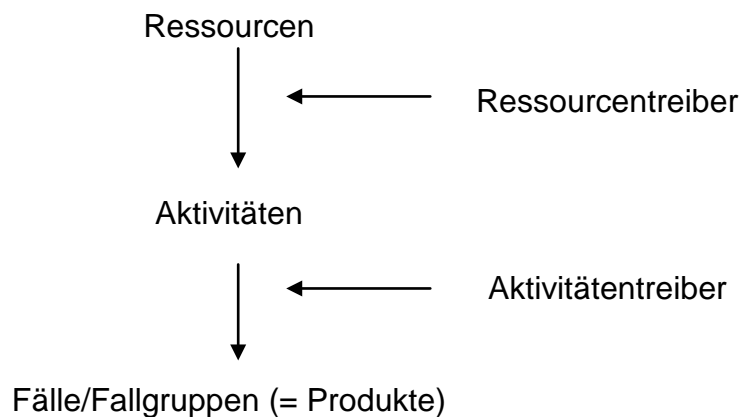 Ressourcen
Ressourcentreiber
Aktivitäten
Aktivitätentreiber
Fälle/Fallgruppen (= Produkte)